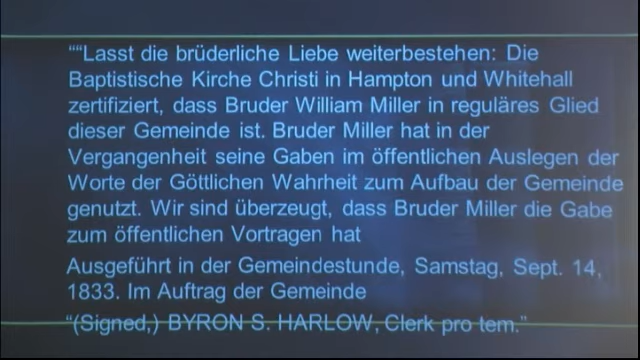 ““Lasst die brüderliche Liebe weiterbestehen: Die
Baptistische Kirche Christi in Hampton und Whitehall
zertifiziert, dass Bruder William Miller in reguläres Glied
dieser Gemeinde ist. Bruder Miller hat in der
Vergangenheit seine Gaben im öffentlichen Auslegen der
Worte der Göttlichen Wahrheit zum Aufbau der Gemeinde
genutzt. Wir sind überzeugt, dass Bruder Miller die Gabe
zum öffentlichen Vortragen hat
Ausgeführt in der Gemeindestunde, Samstag, Sept. 14,
1833. Im Auftrag der Gemeinde
“(Signed,) BYRON S. HARLOW, Clerk pro tem.”